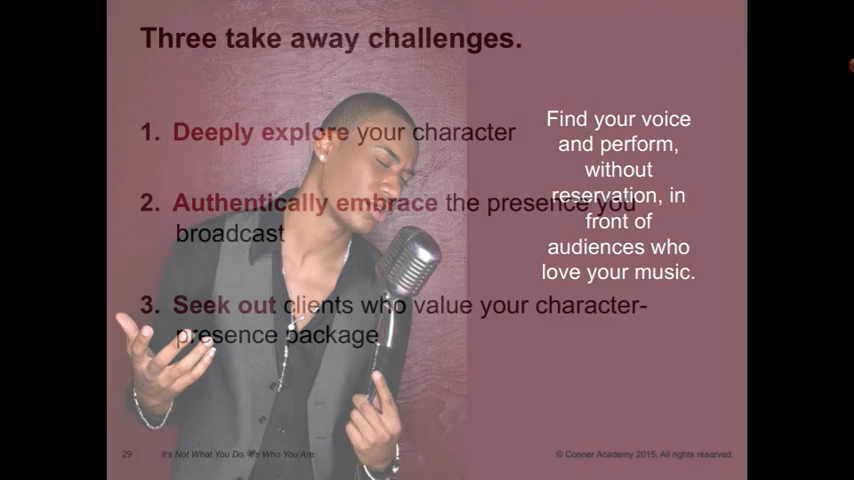 Three take away challenges.
1. Deeply explore your character
2. Authentically embrace the presence you
broadcast
3. Seek out clients who value your character-
presence package
Find your voice
and perform,
without
reservation, in
front of
audiences who
love your music.
29 It's Not What You Do, It's Who You Are. © Conner Academy 2015. All rights reserved.